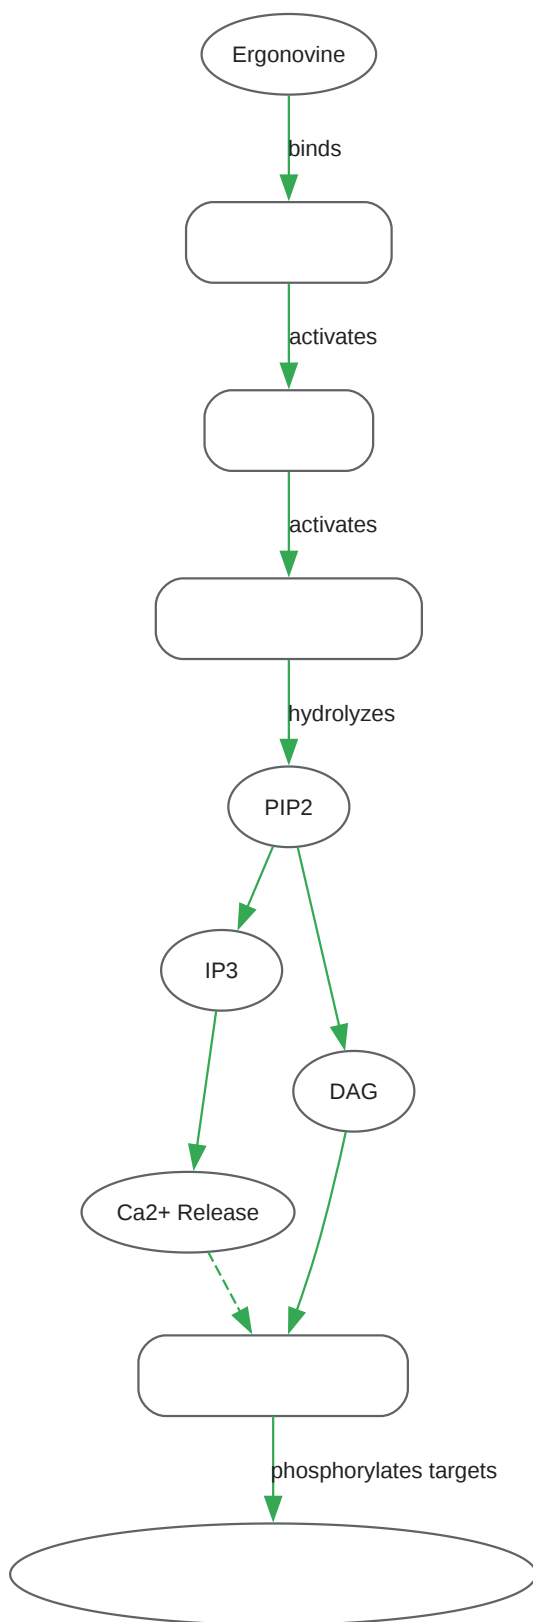 Ergonovine
binds
activates
activates
hydrolyzes
PIP2
IP3
DAG
Ca2+ Release
phosphorylates targets